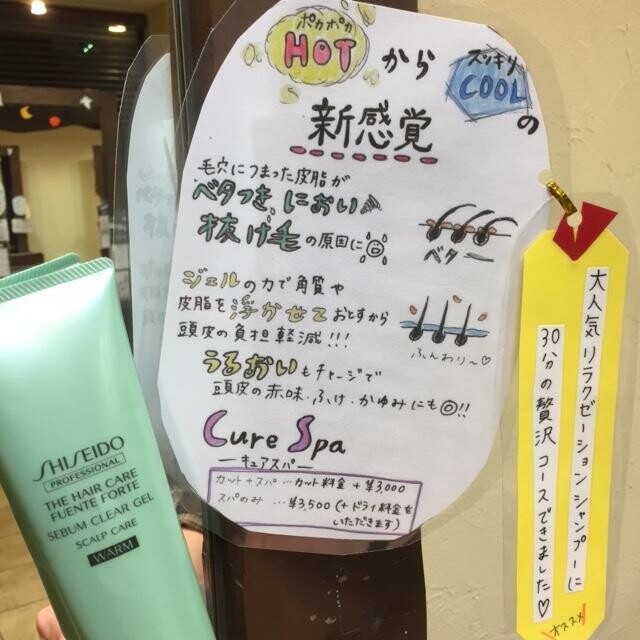 ポカポカ
HOT から
スッキリ
COOL の
新感覚
毛穴につまった皮脂が
ベタつき におい
抜け毛の原因に
ベター
ジェルの力で角質や
皮脂を浮かせておとすから
頭皮の負担軽減!!!
ふんわり〜♡
うるおいもチャージで
頭皮の赤味・ふけ・かゆみにも◎!!
Cure Spa
ーキュアスパー
カット+スパ…カット料金+¥3,000
スパのみ…¥3,500(+ドライ料金を
いただきます)
大人気リラクゼーションシャンプーに
30分の贅沢コースできました♡
オススメ
SHISEIDO
PROFESSIONAL
THE HAIR CARE
FUENTE FORTE
SEBUM CLEAR GEL
SCALP CARE
WARM